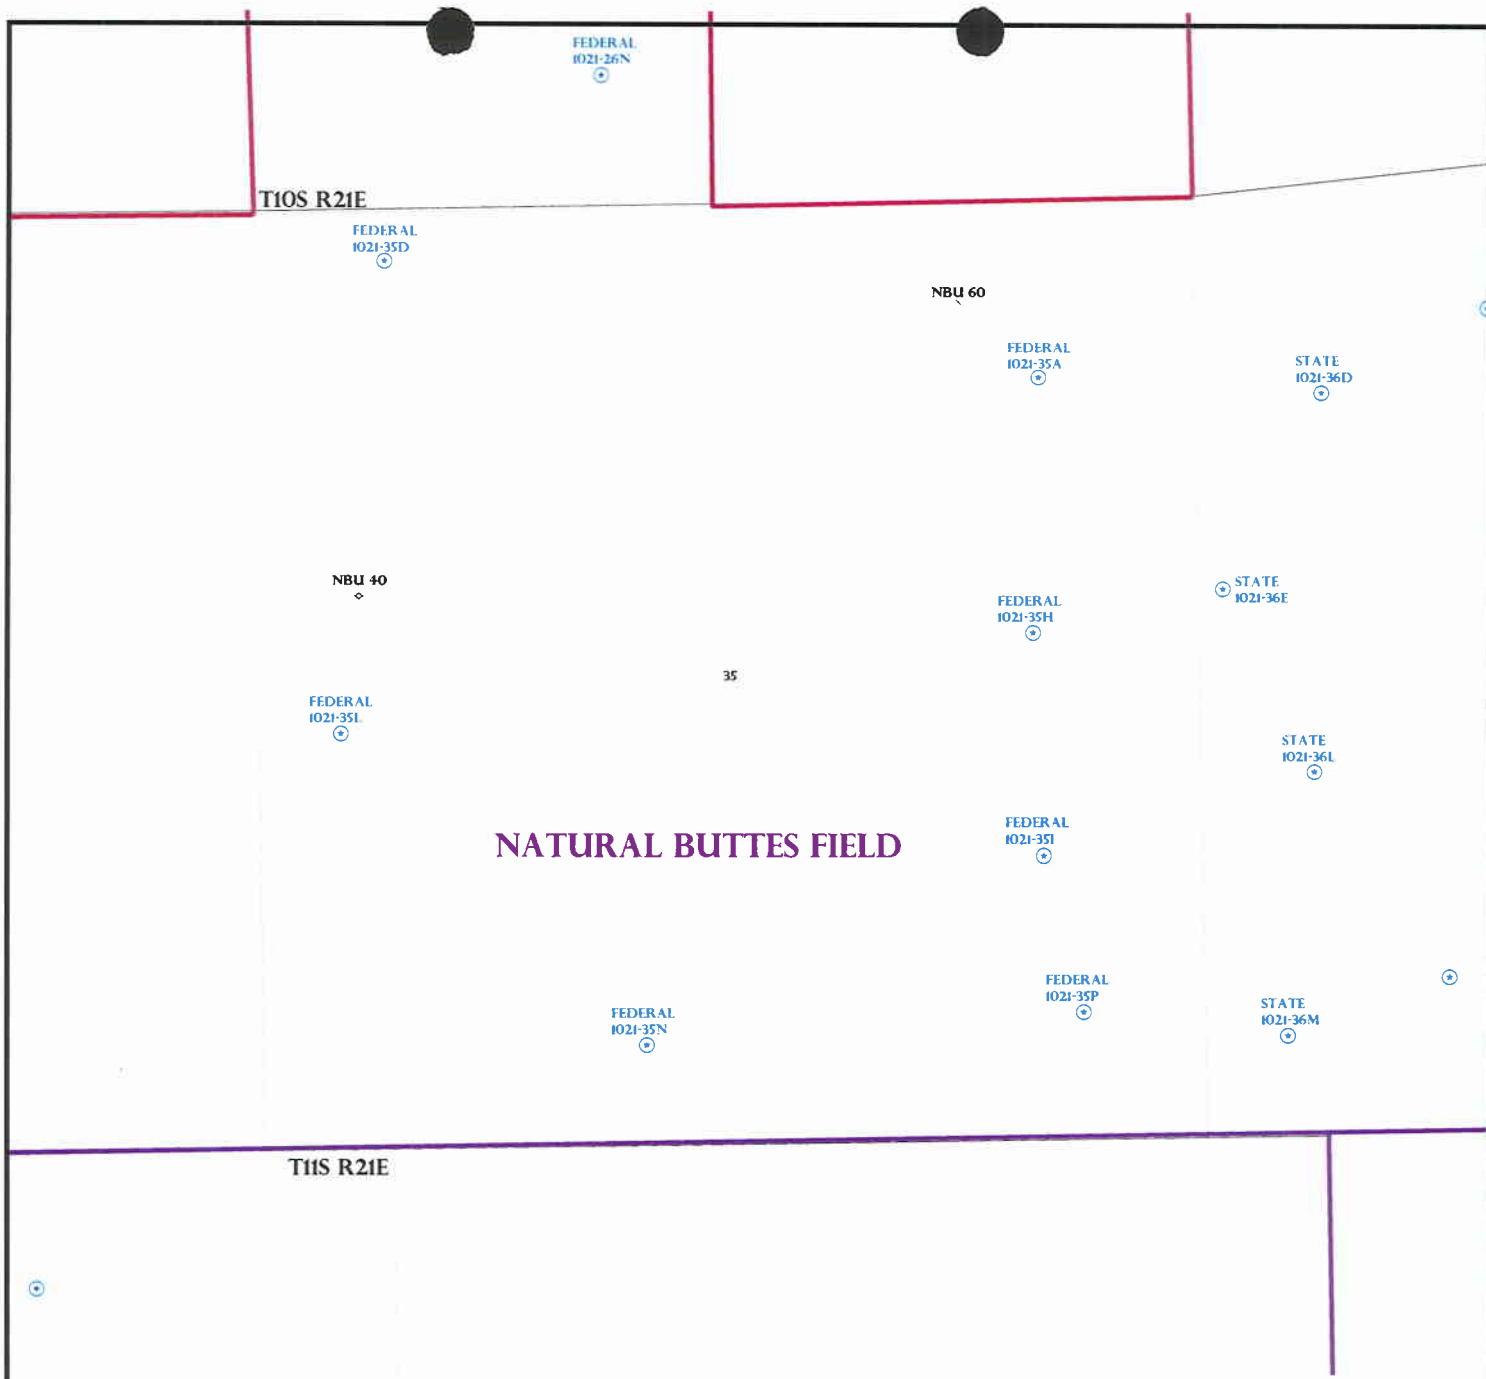 FEDERAL
1021-26N
T10S R21E
FEDERAL
1021-35D
NBU 60
FEDERAL
1021-35A
STATE
1021-36D
NBU 40
STATE
1021-36E
FEDERAL
1021-35H
35
FEDERAL
1021-35L
STATE
1021-36L
FEDERAL
1021-35I
NATURAL BUTTES FIELD
FEDERAL
1021-35P
STATE
1021-36M
FEDERAL
1021-35N
T11S R21E